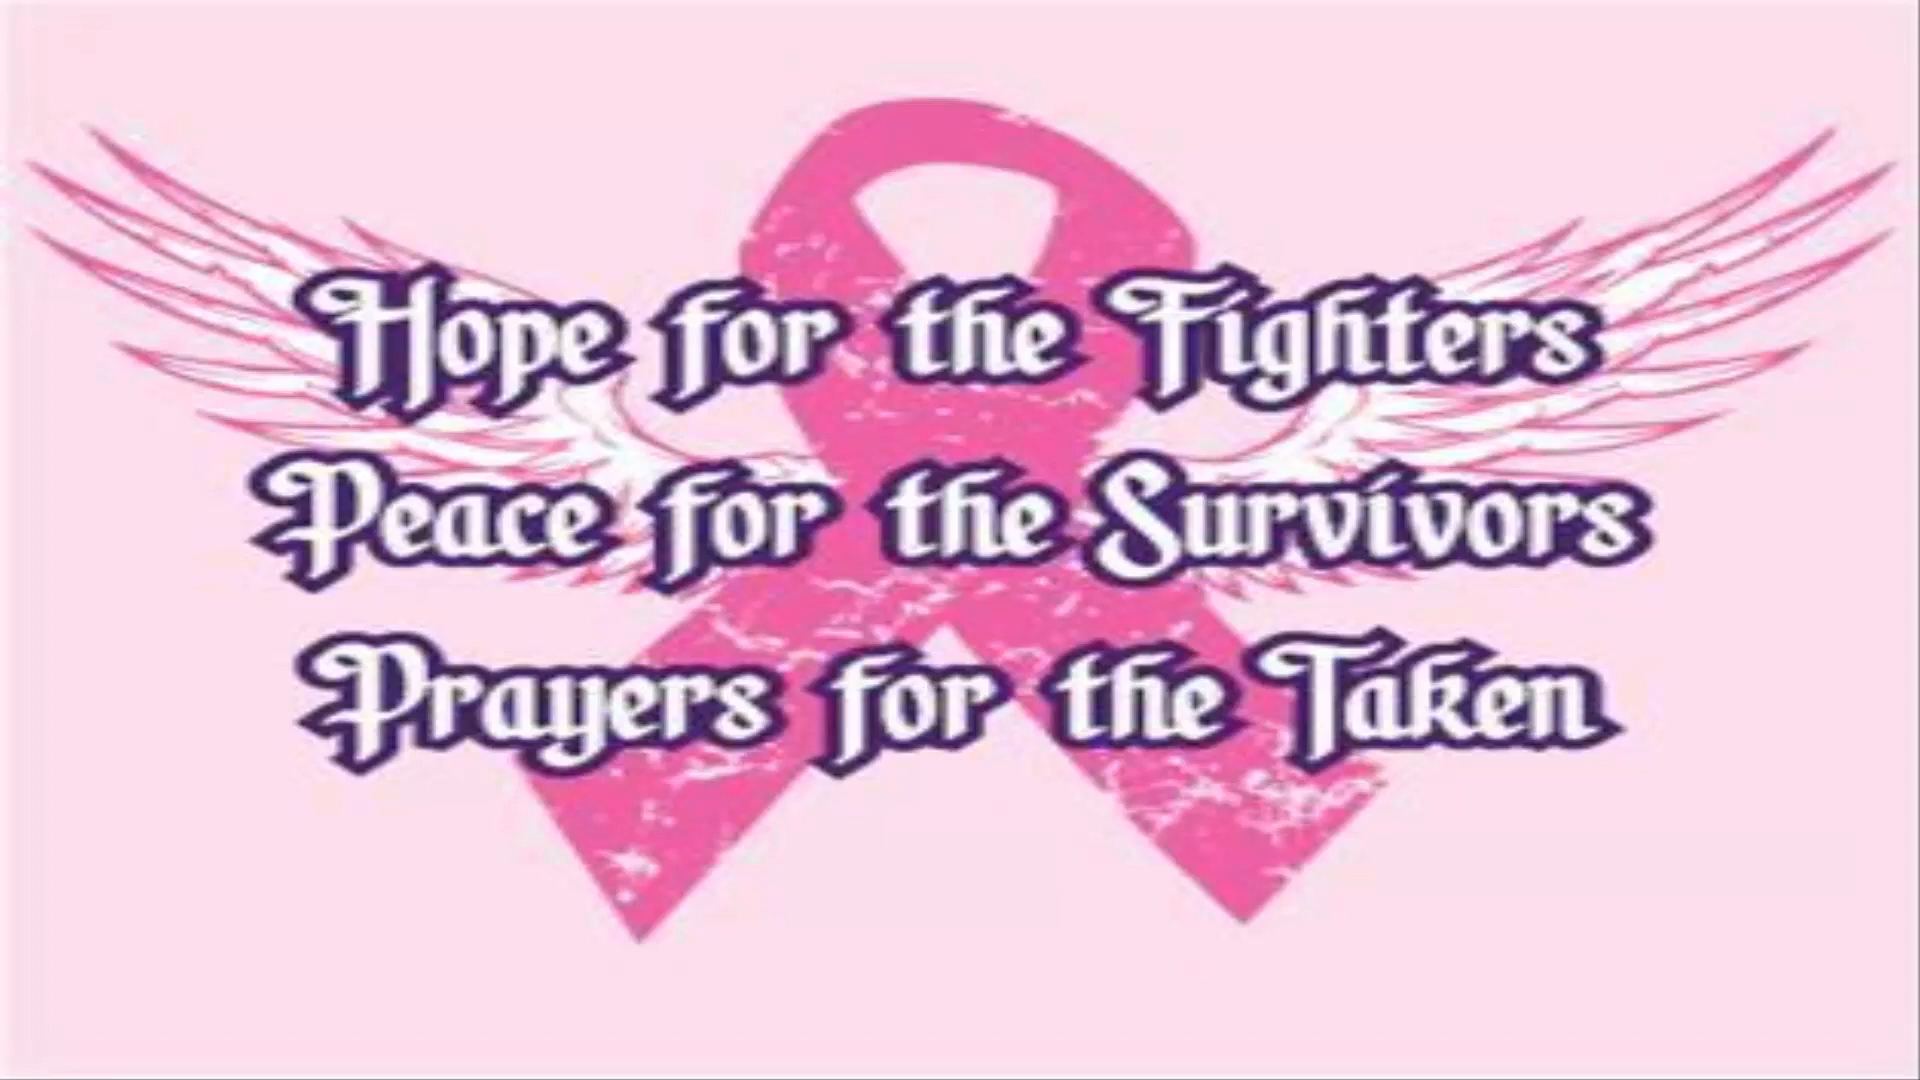 Hope for the Fighters
Peace for the Survivors
Prayers for the Taken